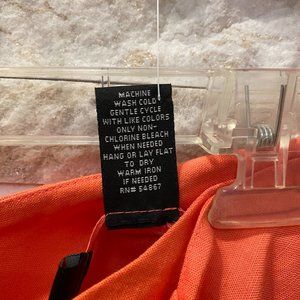 MACHINE
WASH COLD
GENTLE CYCLE
WITH LIKE COLORS
ONLY NON-
CHLORINE BLEACH
WHEN NEEDED
HANG OR LAY FLAT
TO DRY
WARM IRON
IF NEEDED
RN# 54867